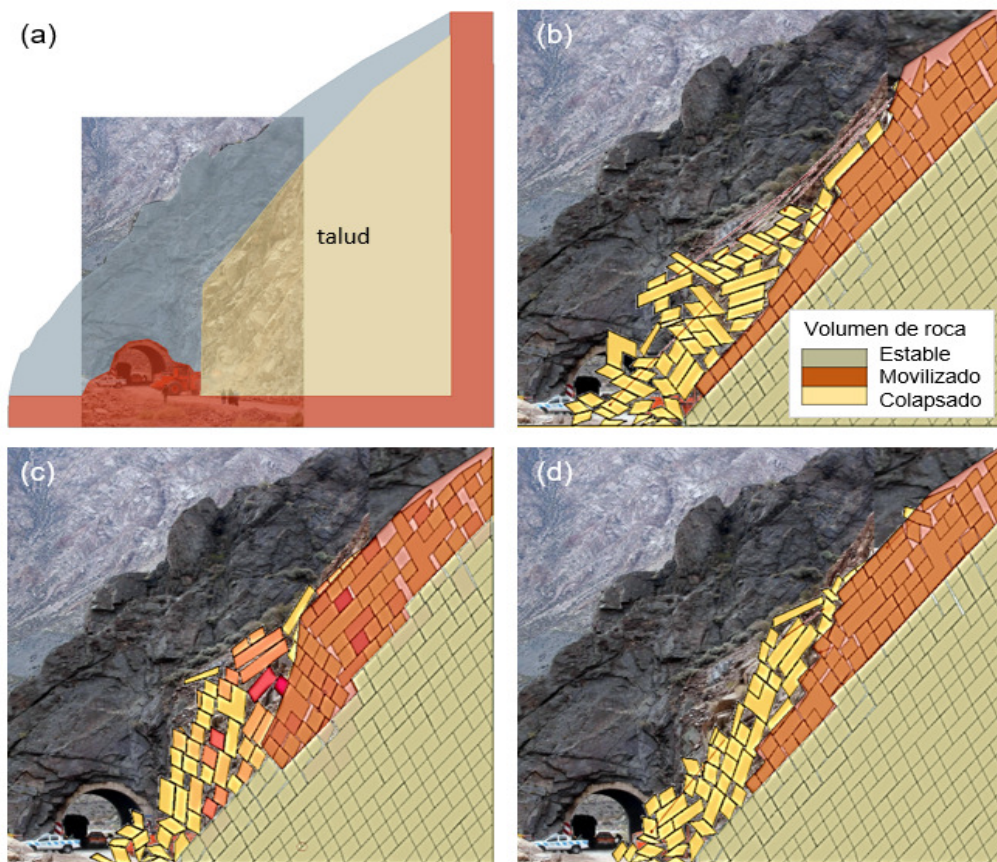 (a)
talud
(b)
Volumen de roca
Estable
Movilizado
Colapsado
(c)
(d)